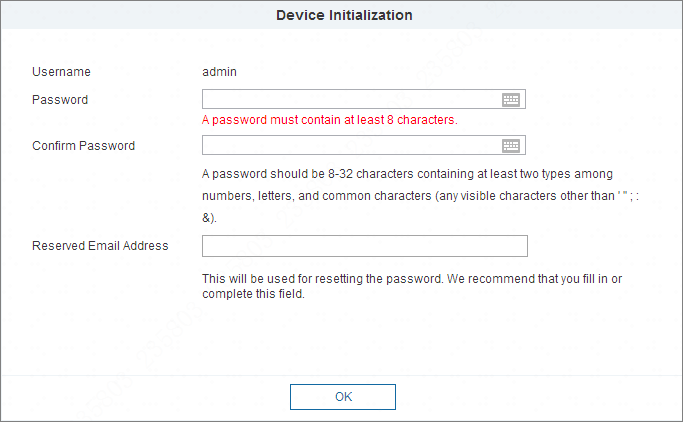 Device Initialization
Username admin
Password
A password must contain at least 8 characters.
Confirm Password
A password should be 8-32 characters containing at least two types among
numbers, letters, and common characters (any visible characters other than ' " ; :
&).
Reserved Email Address
This will be used for resetting the password. We recommend that you fill in or
complete this field.
OK